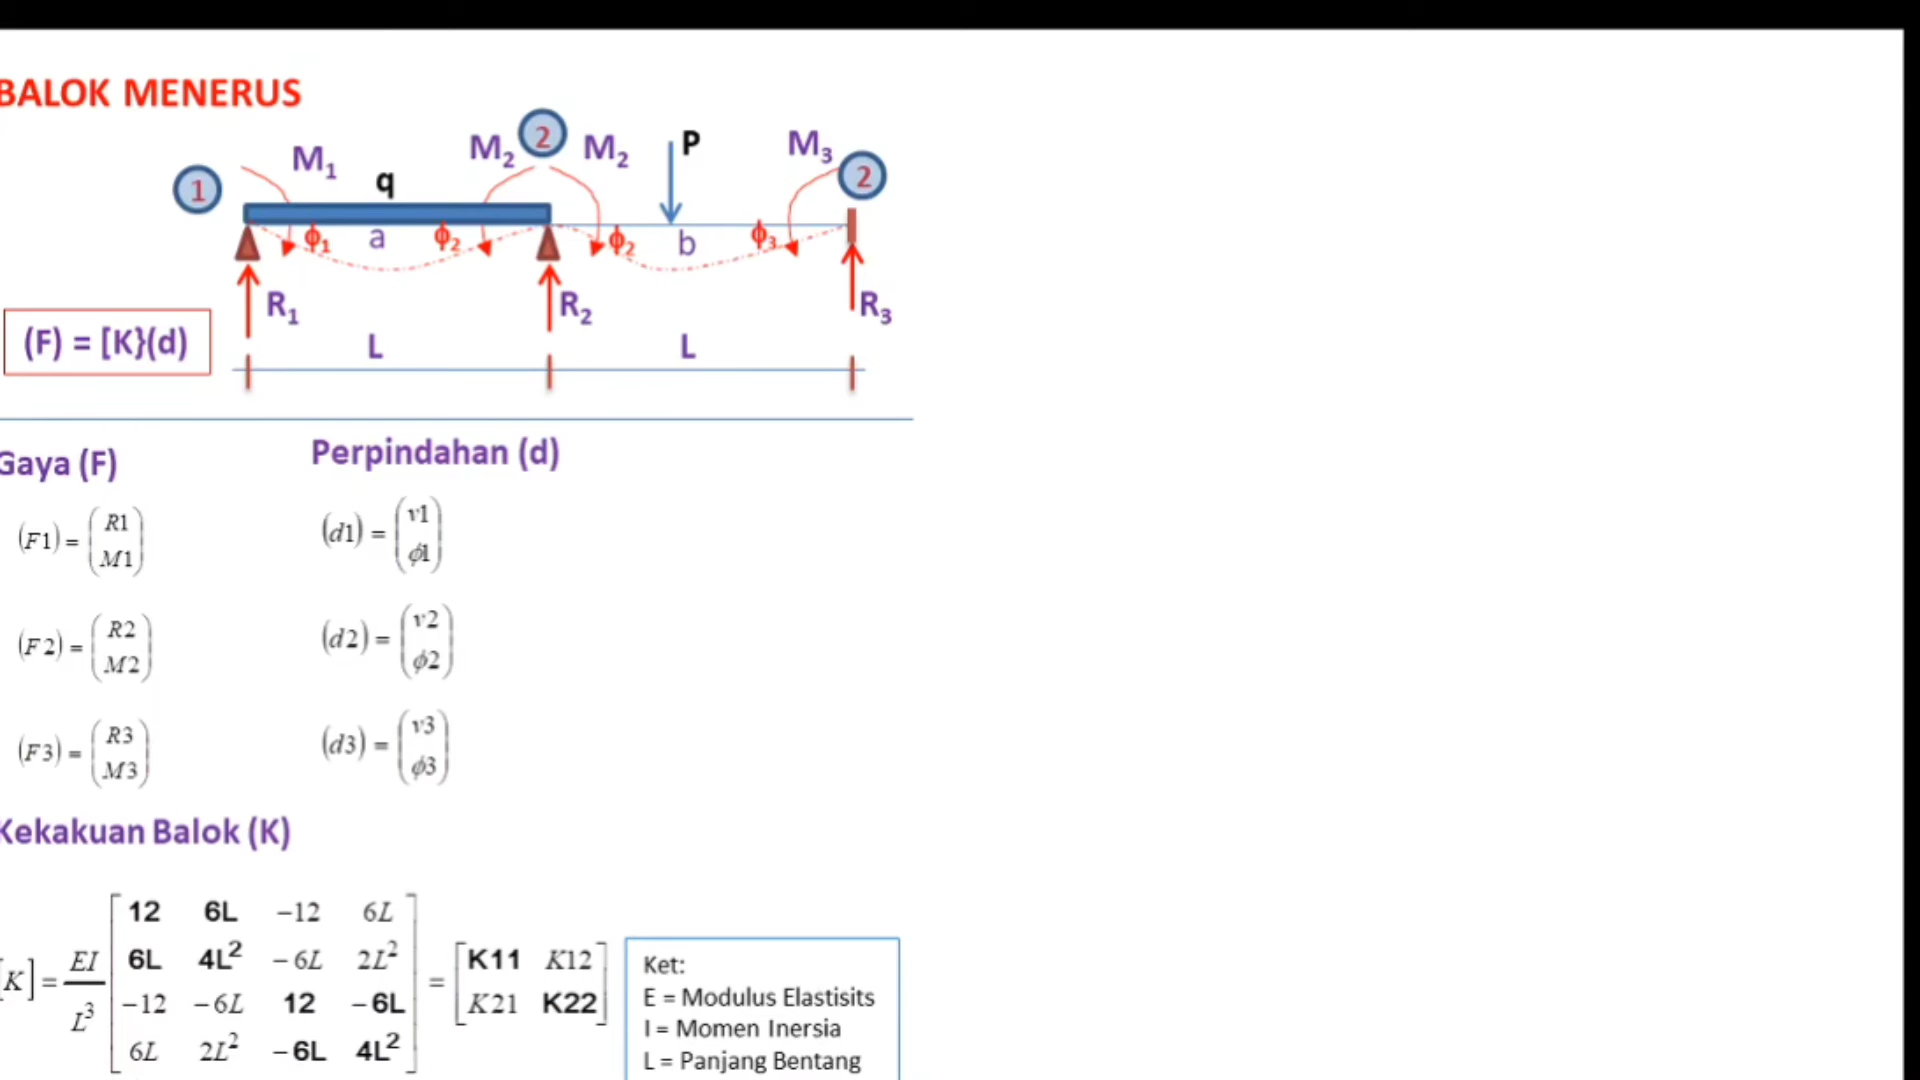 BALOK MENERUS
M1 M2 2 M2 P M3
1 q 2
ϕ1 a ϕ2 ϕ2 b ϕ3
R1 R2 R3
(F) = [K}(d)
L L
Gaya (F) Perpindahan (d)
(F1) = (R1 M1) (d1) = (v1 ϕ1)
(F2) = (R2 M2) (d2) = (v2 ϕ2)
(F3) = (R3 M3) (d3) = (v3 ϕ3)
Kekakuan Balok (K)
12 6L −12 6L
6L 4L² −6L 2L²
[K] = EI/L³ = [K11 K12 K21 K22]
−12 −6L 12 −6L
6L 2L² −6L 4L²
Ket:
E = Modulus Elastisits
I = Momen Inersia
L = Panjang Bentang